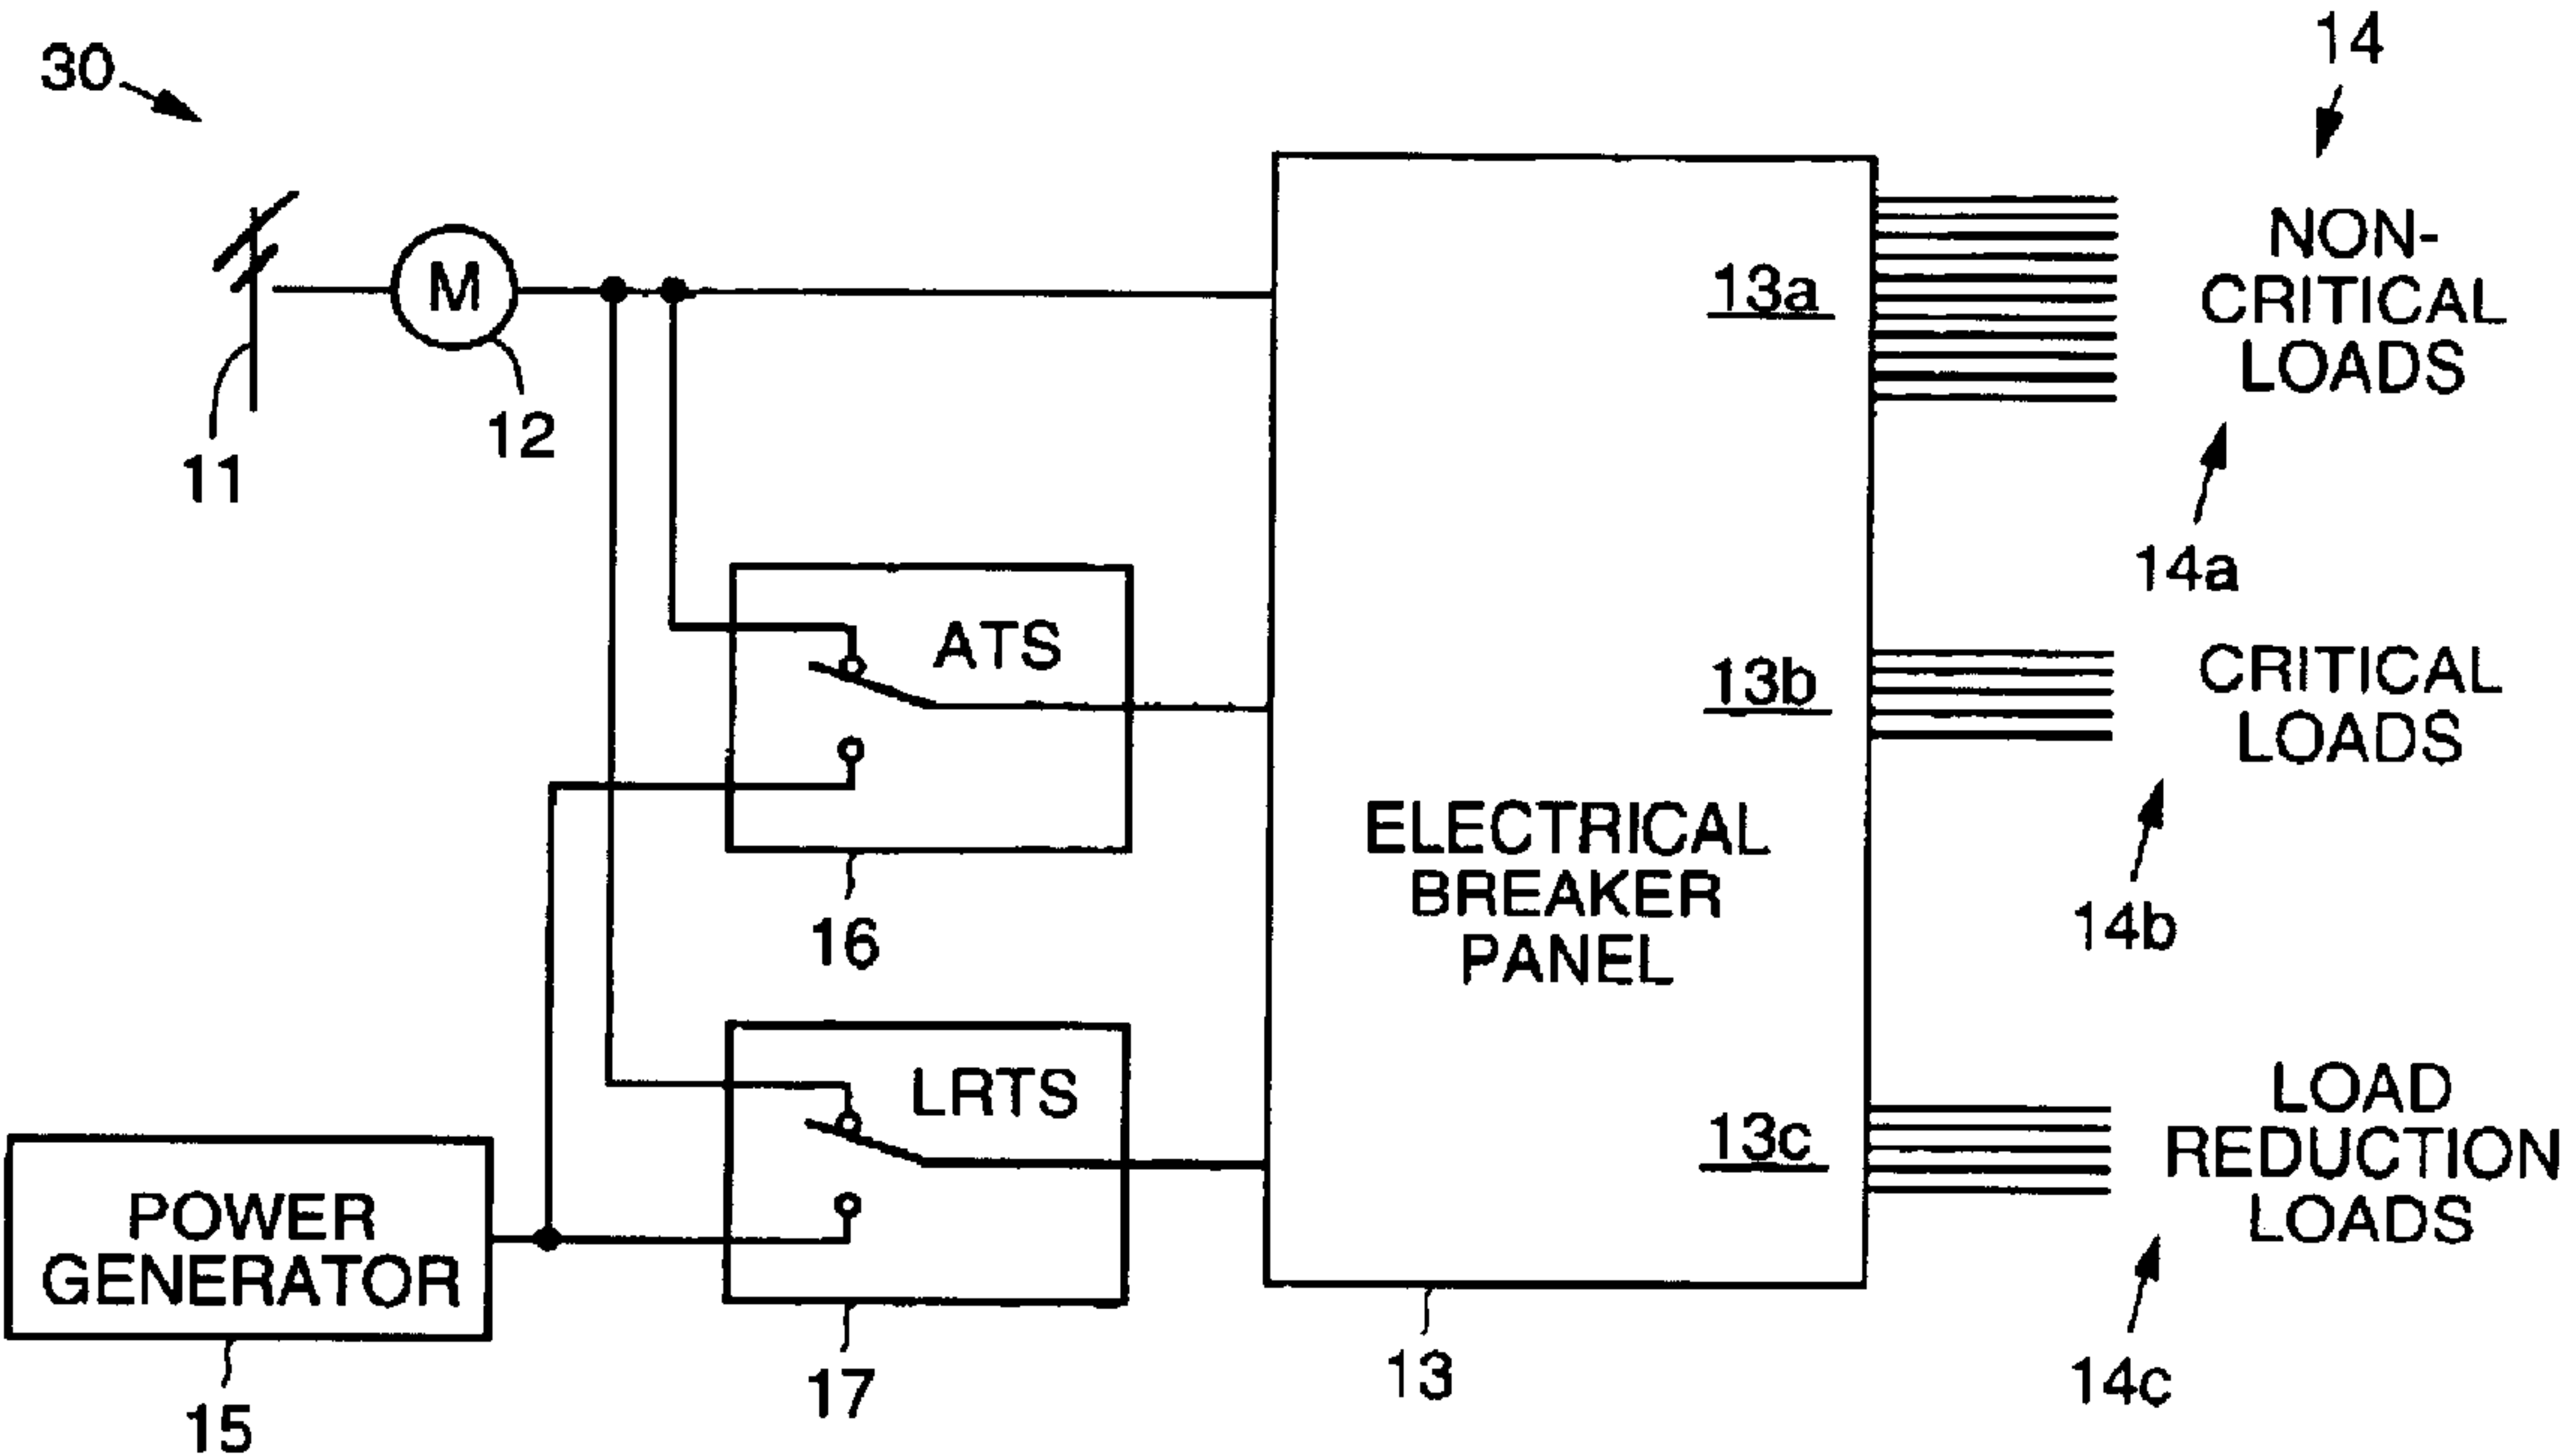 30
14
NON-
CRITICAL
LOADS
13a
M
12
11
14a
ATS
13b
CRITICAL
LOADS
ELECTRICAL
BREAKER
PANEL
16
14b
LRTS
13c
LOAD
REDUCTION
LOADS
POWER
GENERATOR
15
17
13
14c